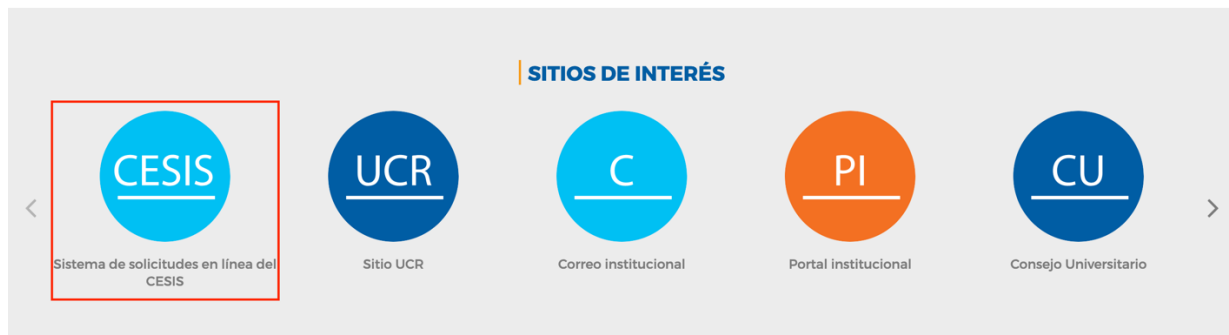 SITIOS DE INTERÉS
CESIS
Sistema de solicitudes en línea del
CESIS
UCR
Sitio UCR
C
Correo institucional
PI
Portal institucional
CU
Consejo Universitario